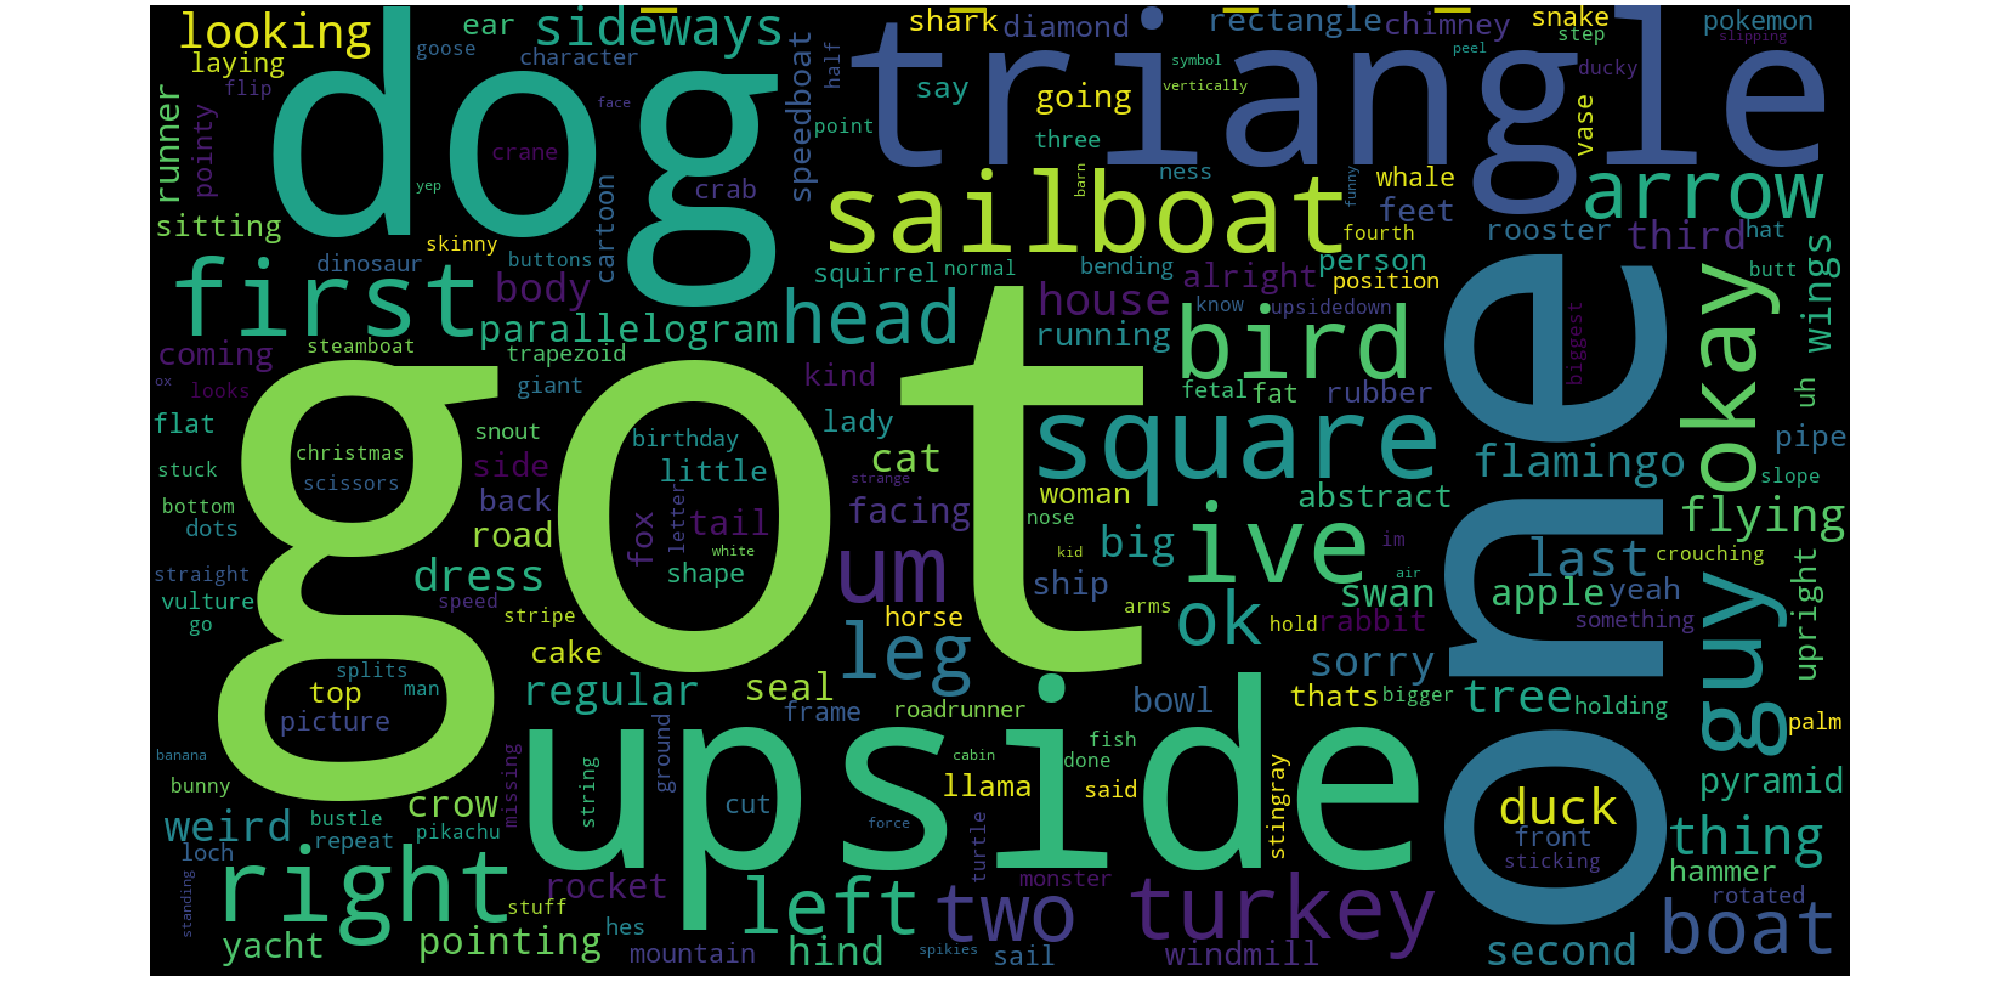 looking
ear
sideways
shark
diamond
rectangle
chimney
snake
pokemon
laying
goose
character
dog
speedboat
half
triangle
step
slipping
peel
symbol
vertically
ducky
flip
face
say
going
vase
runner
pointy
crane
point
three
yep
crab
sailboat
barn
ness
funny
whale
feet
arrow
sitting
skinny
cartoon
fourth
rooster
third
hat
wings
dinosaur
buttons
first
body
squirrel
normal
bending
alright
person
position
butt
okay
parallelogram
head
house
know
upsidedown
running
bird
one
biggest
coming
steamboat
trapezoid
kind
ox
looks
giant
got
fetal
fat
rubber
uh
flat
snout
birthday
lady
square
pipe
christmas
side
little
cat
flamingo
stuck
scissors
strange
slope
bottom
back
letter
woman
abstract
dots
road
fox
tail
facing
nose
ive
flying
white
um
kid
big
im
last
crouching
straight
dress
shape
ship
air
swan
apple
yeah
upright
vulture
speed
stripe
horse
arms
ok
hold
rabbit
something
go
leg
guy
cake
sorry
splits
top
man
regular
seal
upside
thats
bigger
tree
holding
picture
frame
roadrunner
bowl
palm
ground
fish
banana
missing
string
cabin
done
bunny
llama
said
pyramid
crow
cut
stingray
duck
weird
bustle
pikachu
force
front
thing
repeat
turtle
loch
sticking
hammer
standing
right
rocket
left
monster
turkey
rotated
stuff
two
boat
hes
yacht
pointing
mountain
hind
spikies
sail
windmill
second